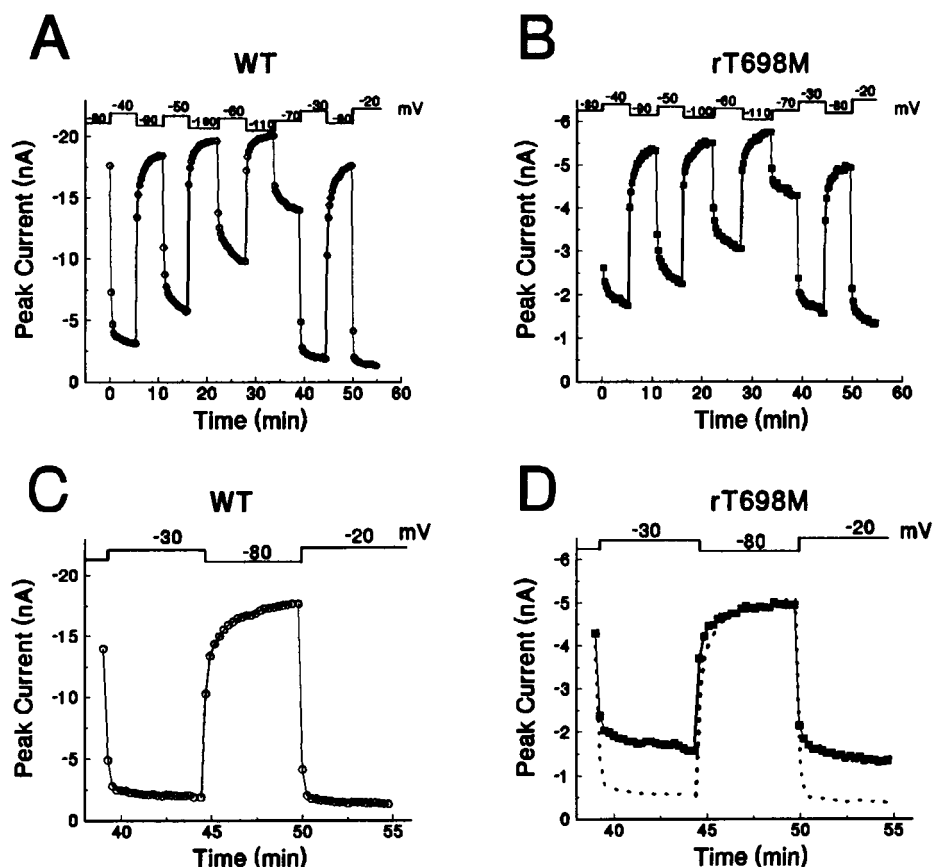 A
WT
-80 -40 -90 -50 -100 -60 -110 -70 -30 -80 -20 mV
Peak Current (nA)
-20
-15
-10
-5
0
0 10 20 30 40 50 60
Time (min)
B
rT698M
-80 -40 -90 -50 -100 -60 -110 -70 -30 -80 -20 mV
Peak Current (nA)
-6
-5
-4
-3
-2
-1
0
0 10 20 30 40 50 60
Time (min)
C
WT
-30 -80 -20 mV
Peak Current (nA)
-20
-15
-10
-5
0
40 45 50 55
Time (min)
D
rT698M
-30 -80 -20 mV
Peak Current (nA)
-6
-5
-4
-3
-2
-1
0
40 45 50 55
Time (min)